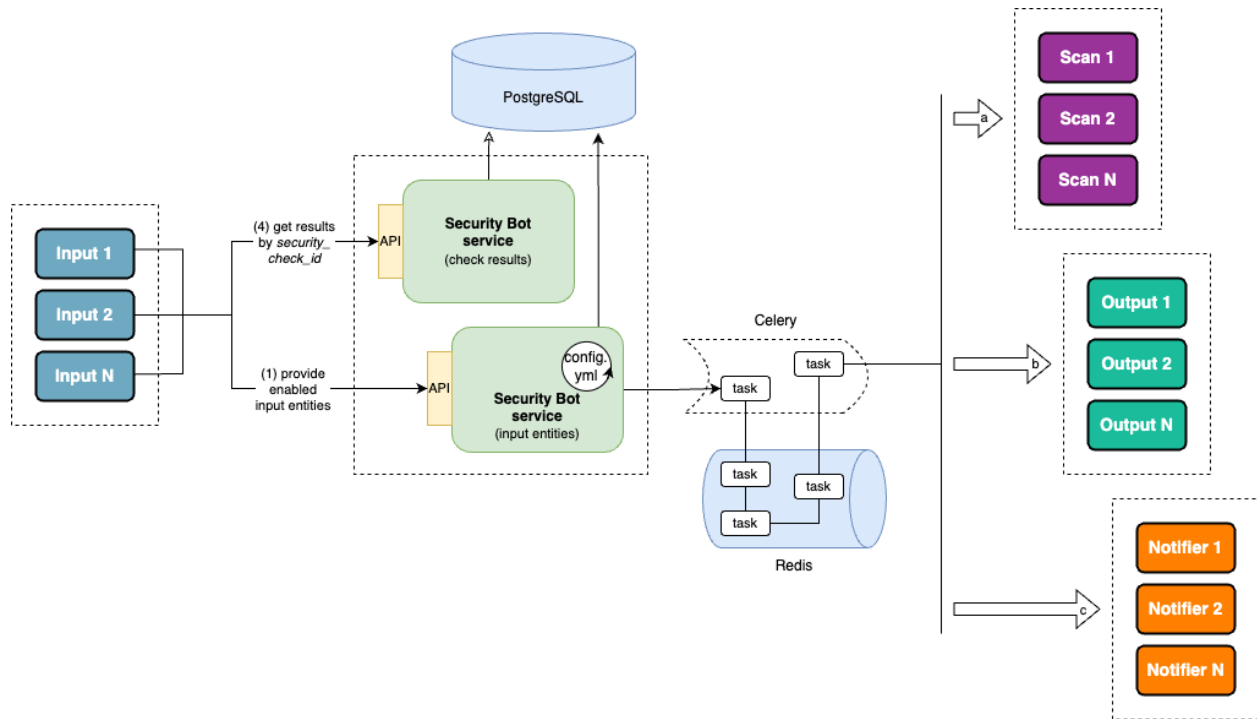 PostgreSQL
Input 1
Input 2
Input N
(4) get results
by security_
check_id
(1) provide
enabled
input entities
API
Security Bot
service
(check results)
API
config.
yml
Security Bot
service
(input entities)
Celery
task
task
task
task
task
Redis
a
Scan 1
Scan 2
Scan N
b
Output 1
Output 2
Output N
c
Notifier 1
Notifier 2
Notifier N